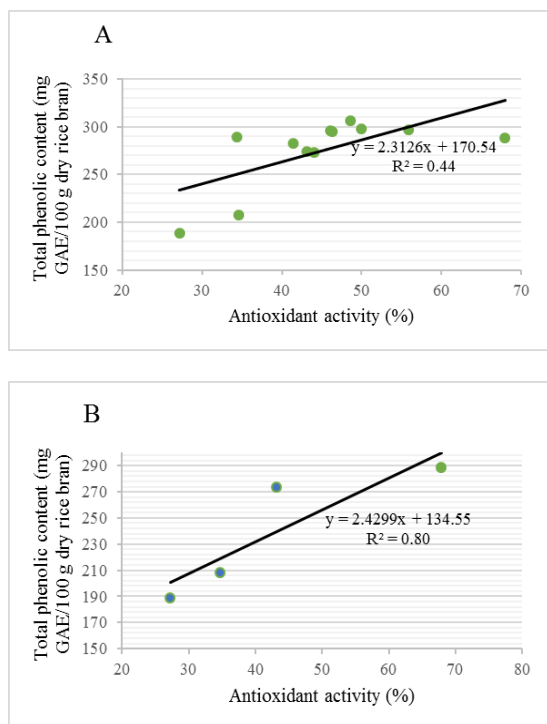 A
Total phenolic content (mg
GAE/100 g dry rice bran)
350
300
250
200
150
y = 2.3126x + 170.54
R² = 0.44
20 30 40 50 60 70
Antioxidant activity (%)
B
Total phenolic content (mg
GAE/100 g dry rice bran)
290
270
250
230
210
190
170
150
y = 2.4299x + 134.55
R² = 0.80
20 30 40 50 60 70 80
Antioxidant activity (%)